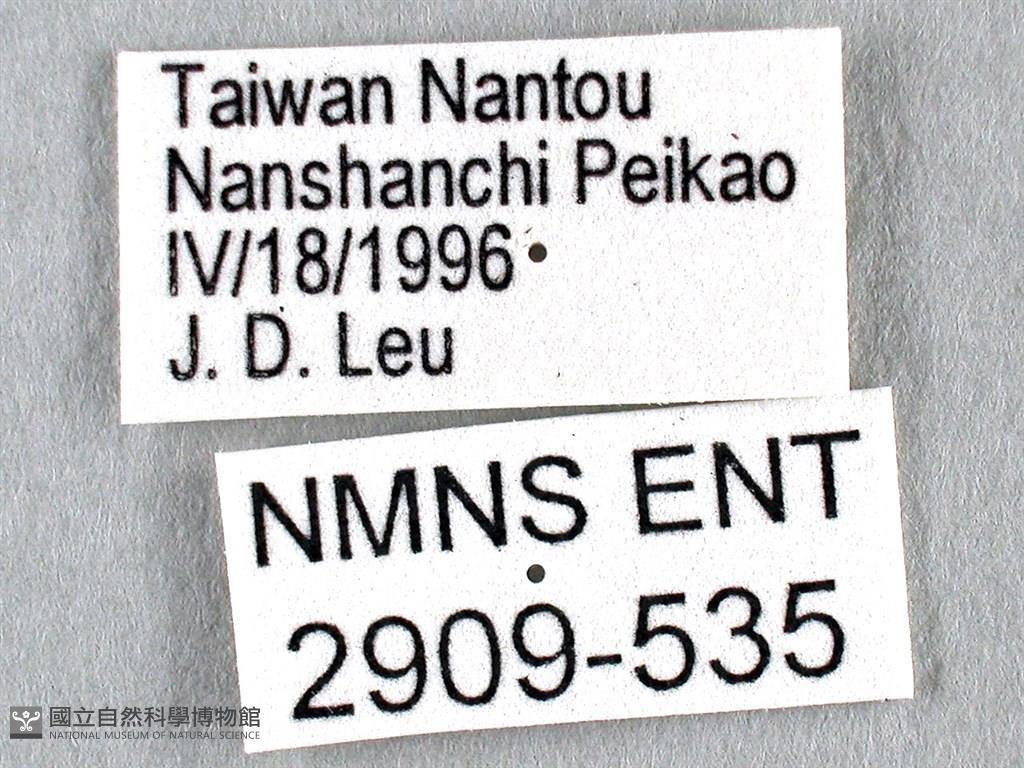 Taiwan Nantou
Nanshanchi Peikao
IV/18/1996
J. D. Leu
NMNS ENT
2909-535
國立自然科學博物館
NATIONAL MUSEUM OF NATURAL SCIENCE